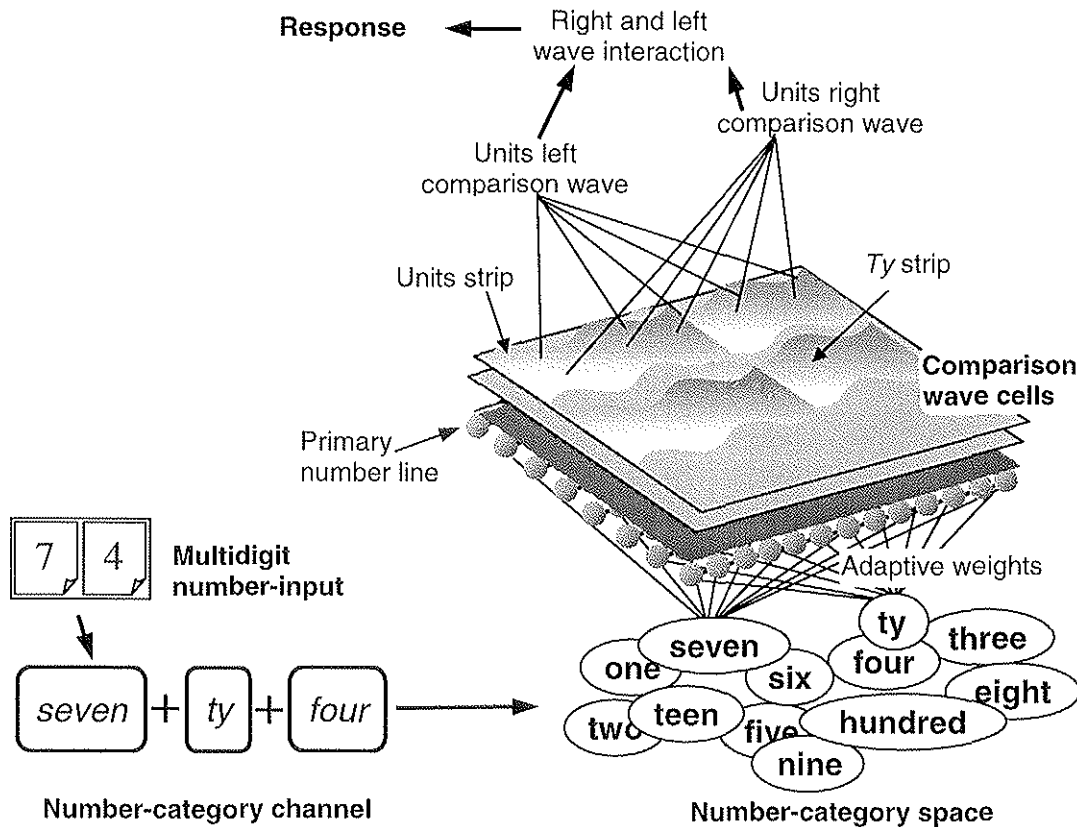 Response
Right and left
wave interaction
Units right
comparison wave
Units left
comparison wave
Units strip
Ty strip
Comparison
wave cells
Primary
number line
7 4
Multidigit
number-input
Adaptive weights
seven + ty + four
ty
three
seven
four
one
six
eight
teen
hundred
two
five
nine
Number-category channel
Number-category space